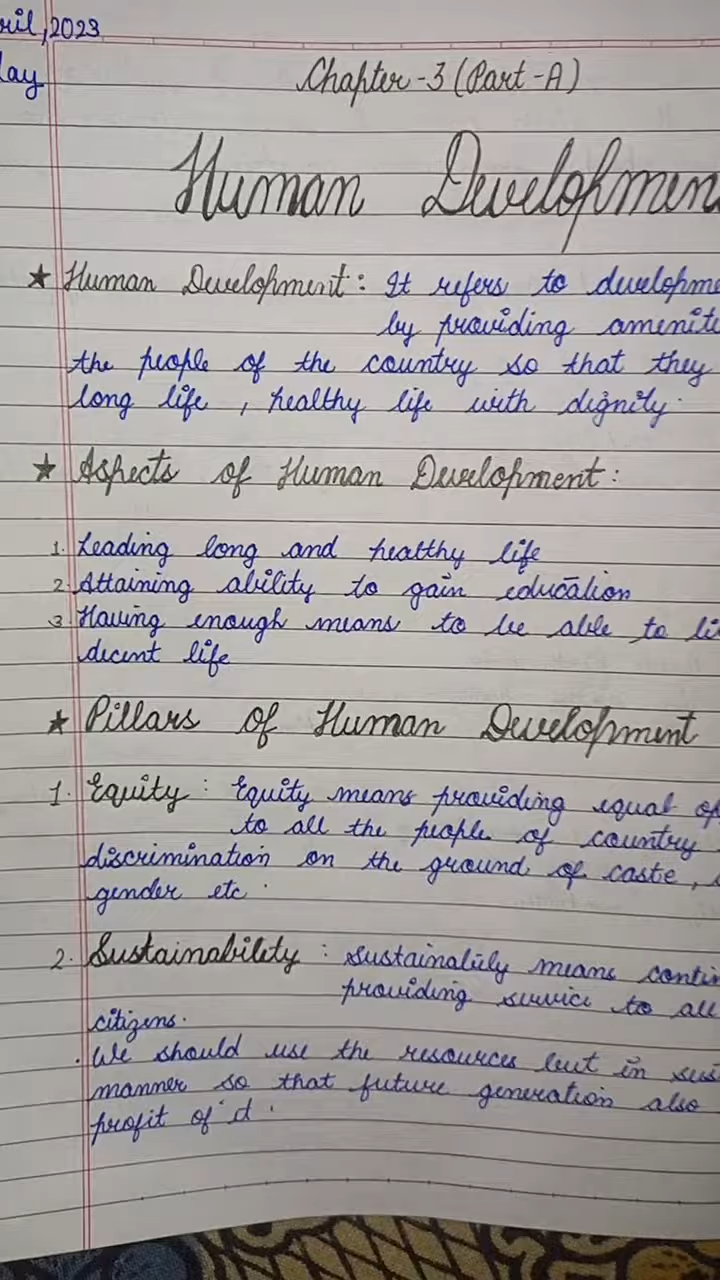 ril, 2023
lay
Chapter-3 (Part-A)
Human Developmen
★ Human Development: It refers to developme
by providing amenit
the people of the country so that they
long life, healthy life with dignity.
★ Aspects of Human Development:
1. Leading long and healthy life
2. Attaining ability to gain education
3 Having enough means to be able to li
decent life
★ Pillars of Human Development
1. Equity: Equity means providing equal op
to all the people of country
discrimination on the ground of caste,
gender etc.
2. Sustainability: Sustainability means contin
providing service to all
citizens.
. We should use the resources but in sus
manner so that future generation also
profit of